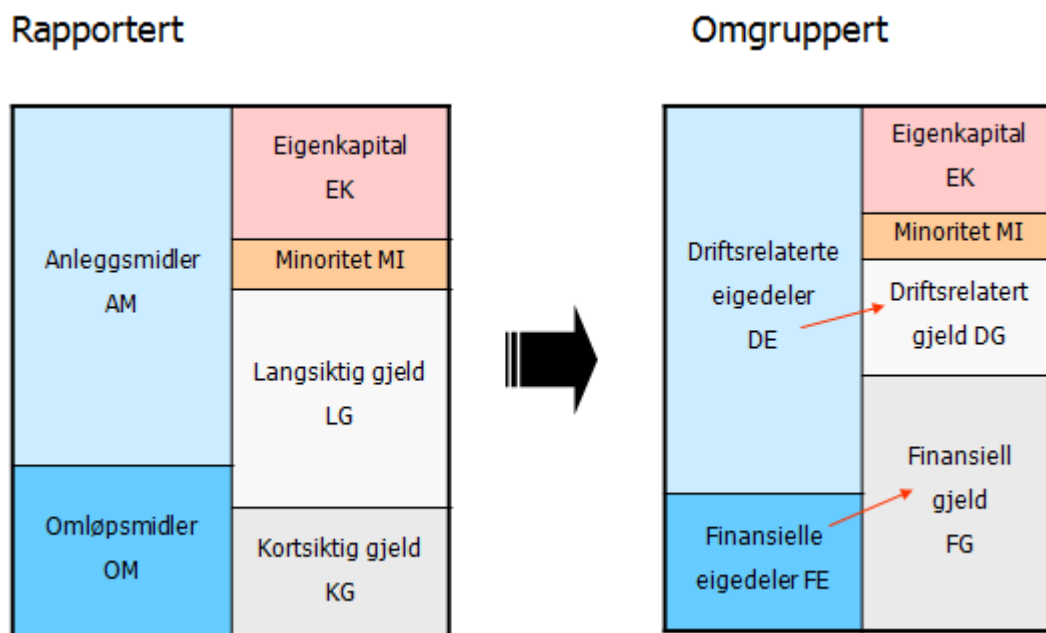 Rapportert
Anleggsmidler
AM
Omløpsmidler
OM
Eigenkapital
EK
Minoritet MI
Langsiktig gjeld
LG
Kortsiktig gjeld
KG
Omgruppert
Driftsrelaterte
eigedeler
DE
Finansielle
eigedeler FE
Eigenkapital
EK
Minoritet MI
Driftsrelatert
gjeld DG
Finansiell
gjeld
FG